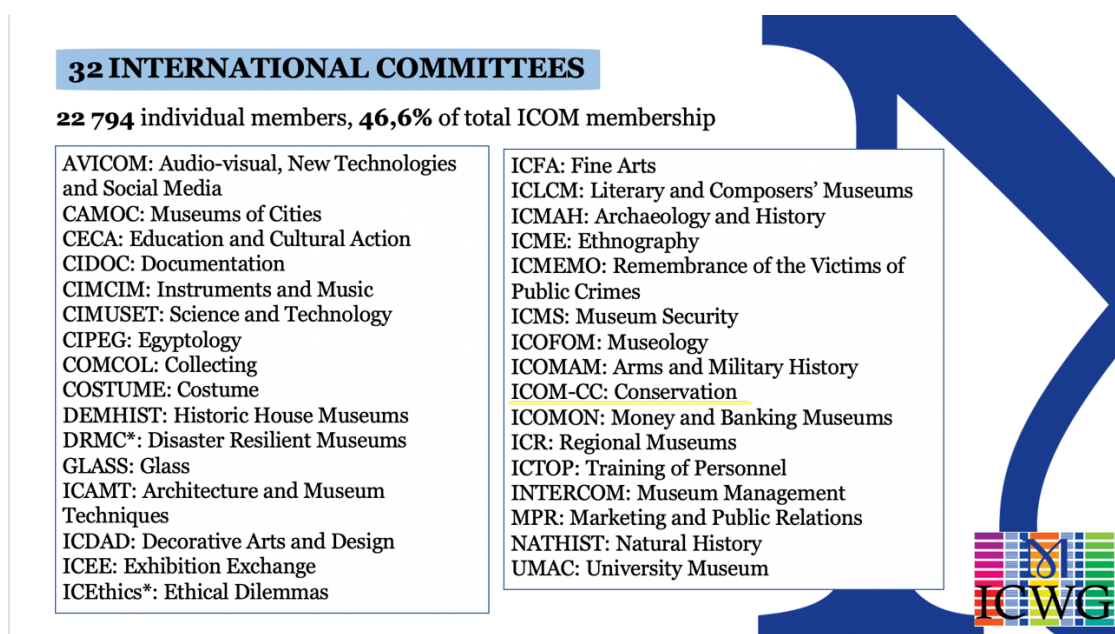 32 INTERNATIONAL COMMITTEES
22 794 individual members, 46,6% of total ICOM membership
AVICOM: Audio-visual, New Technologies
and Social Media
CAMOC: Museums of Cities
CECA: Education and Cultural Action
CIDOC: Documentation
CIMCIM: Instruments and Music
CIMUSET: Science and Technology
CIPEG: Egyptology
COMCOL: Collecting
COSTUME: Costume
DEMHIST: Historic House Museums
DRMC*: Disaster Resilient Museums
GLASS: Glass
ICAMT: Architecture and Museum
Techniques
ICDAD: Decorative Arts and Design
ICEE: Exhibition Exchange
ICEthics*: Ethical Dilemmas
ICFA: Fine Arts
ICLCM: Literary and Composers’ Museums
ICMAH: Archaeology and History
ICME: Ethnography
ICMEMO: Remembrance of the Victims of
Public Crimes
ICMS: Museum Security
ICOFOM: Museology
ICOMAM: Arms and Military History
ICOM-CC: Conservation
ICOMON: Money and Banking Museums
ICR: Regional Museums
ICTOP: Training of Personnel
INTERCOM: Museum Management
MPR: Marketing and Public Relations
NATHIST: Natural History
UMAC: University Museum
ICWG